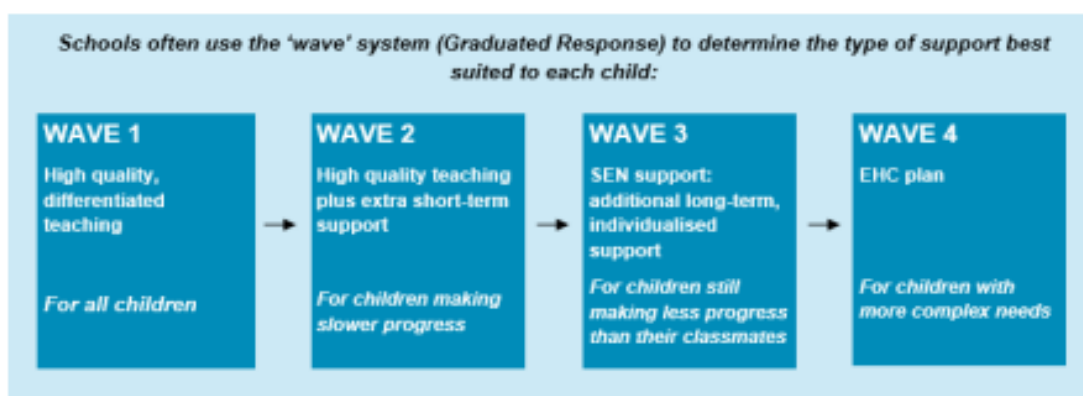 Schools often use the 'wave' system (Graduated Response) to determine the type of support best
suited to each child:
WAVE 1
High quality,
differentiated
teaching
For all children
WAVE 2
High quality teaching
plus extra short-term
support
For children making
slower progress
WAVE 3
SEN support:
additional long-term,
individualised
support
For children still
making less progress
than their classmates
WAVE 4
EHC plan
For children with
more complex needs